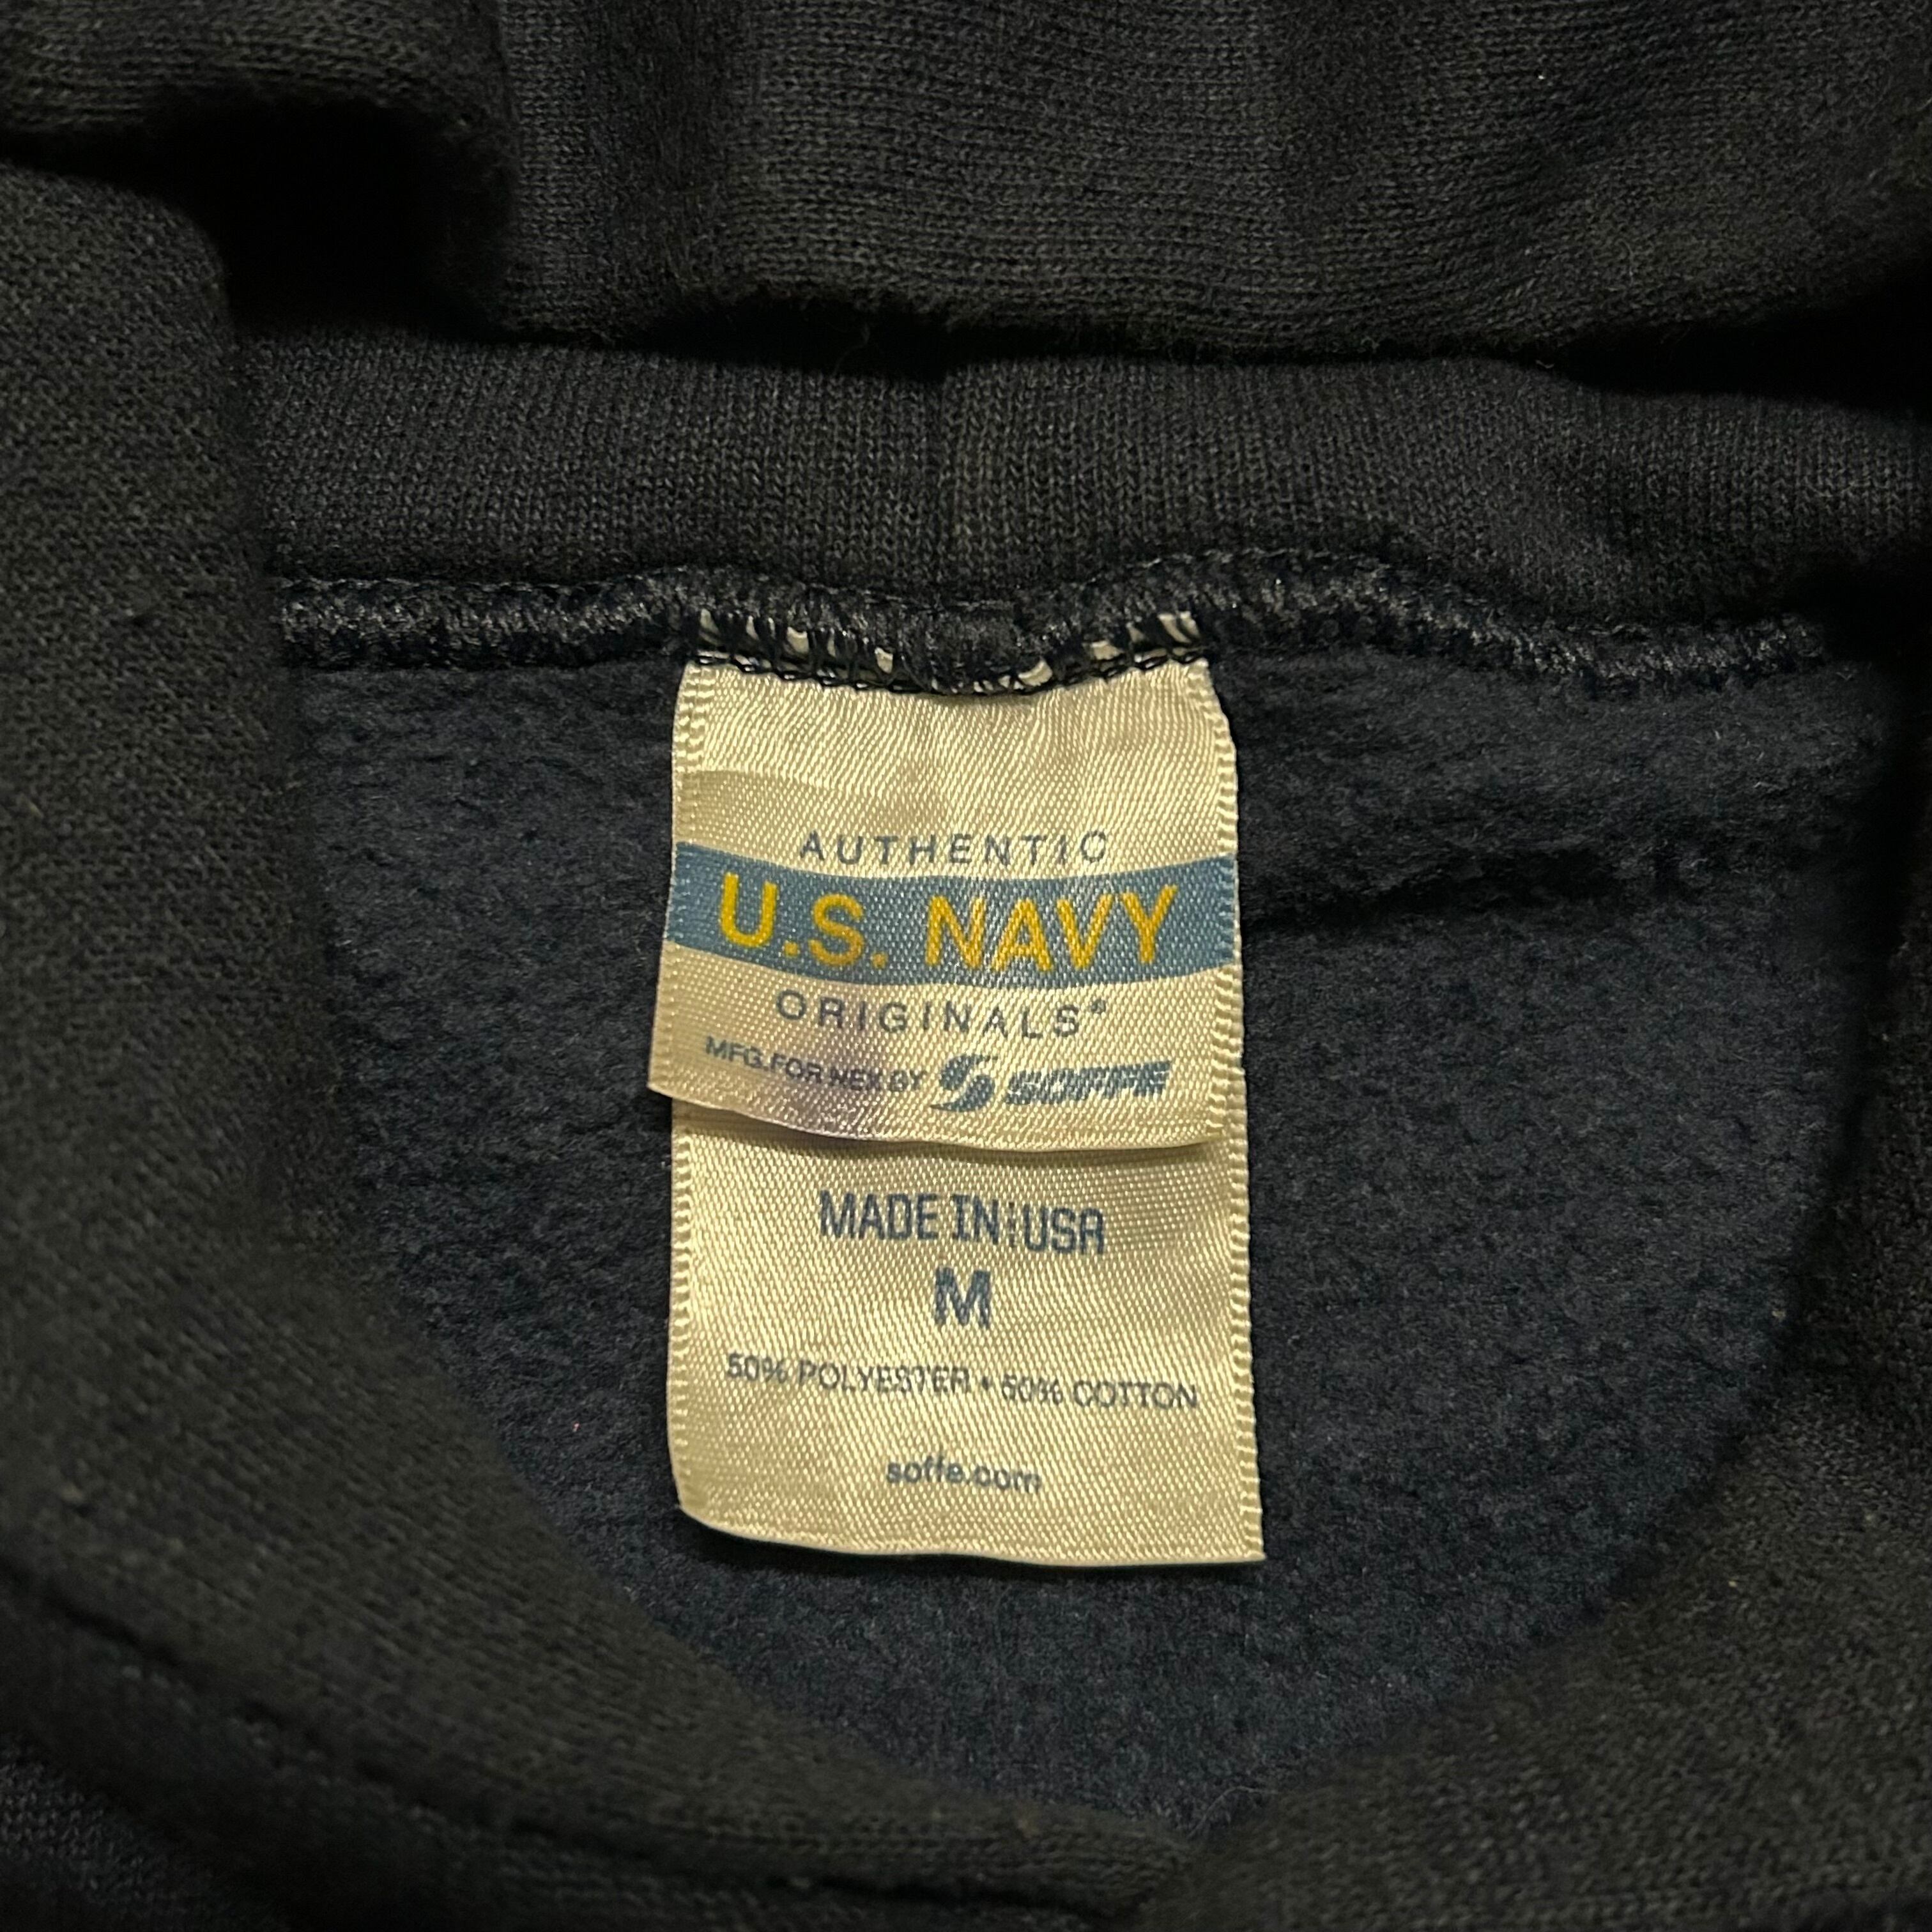 AUTHENTIC
U.S. NAVY
ORIGINALS®
MFG. FOR NEX BY SOFFE
MADE IN USA
M
50% POLYESTER • 50% COTTON
soffe.com